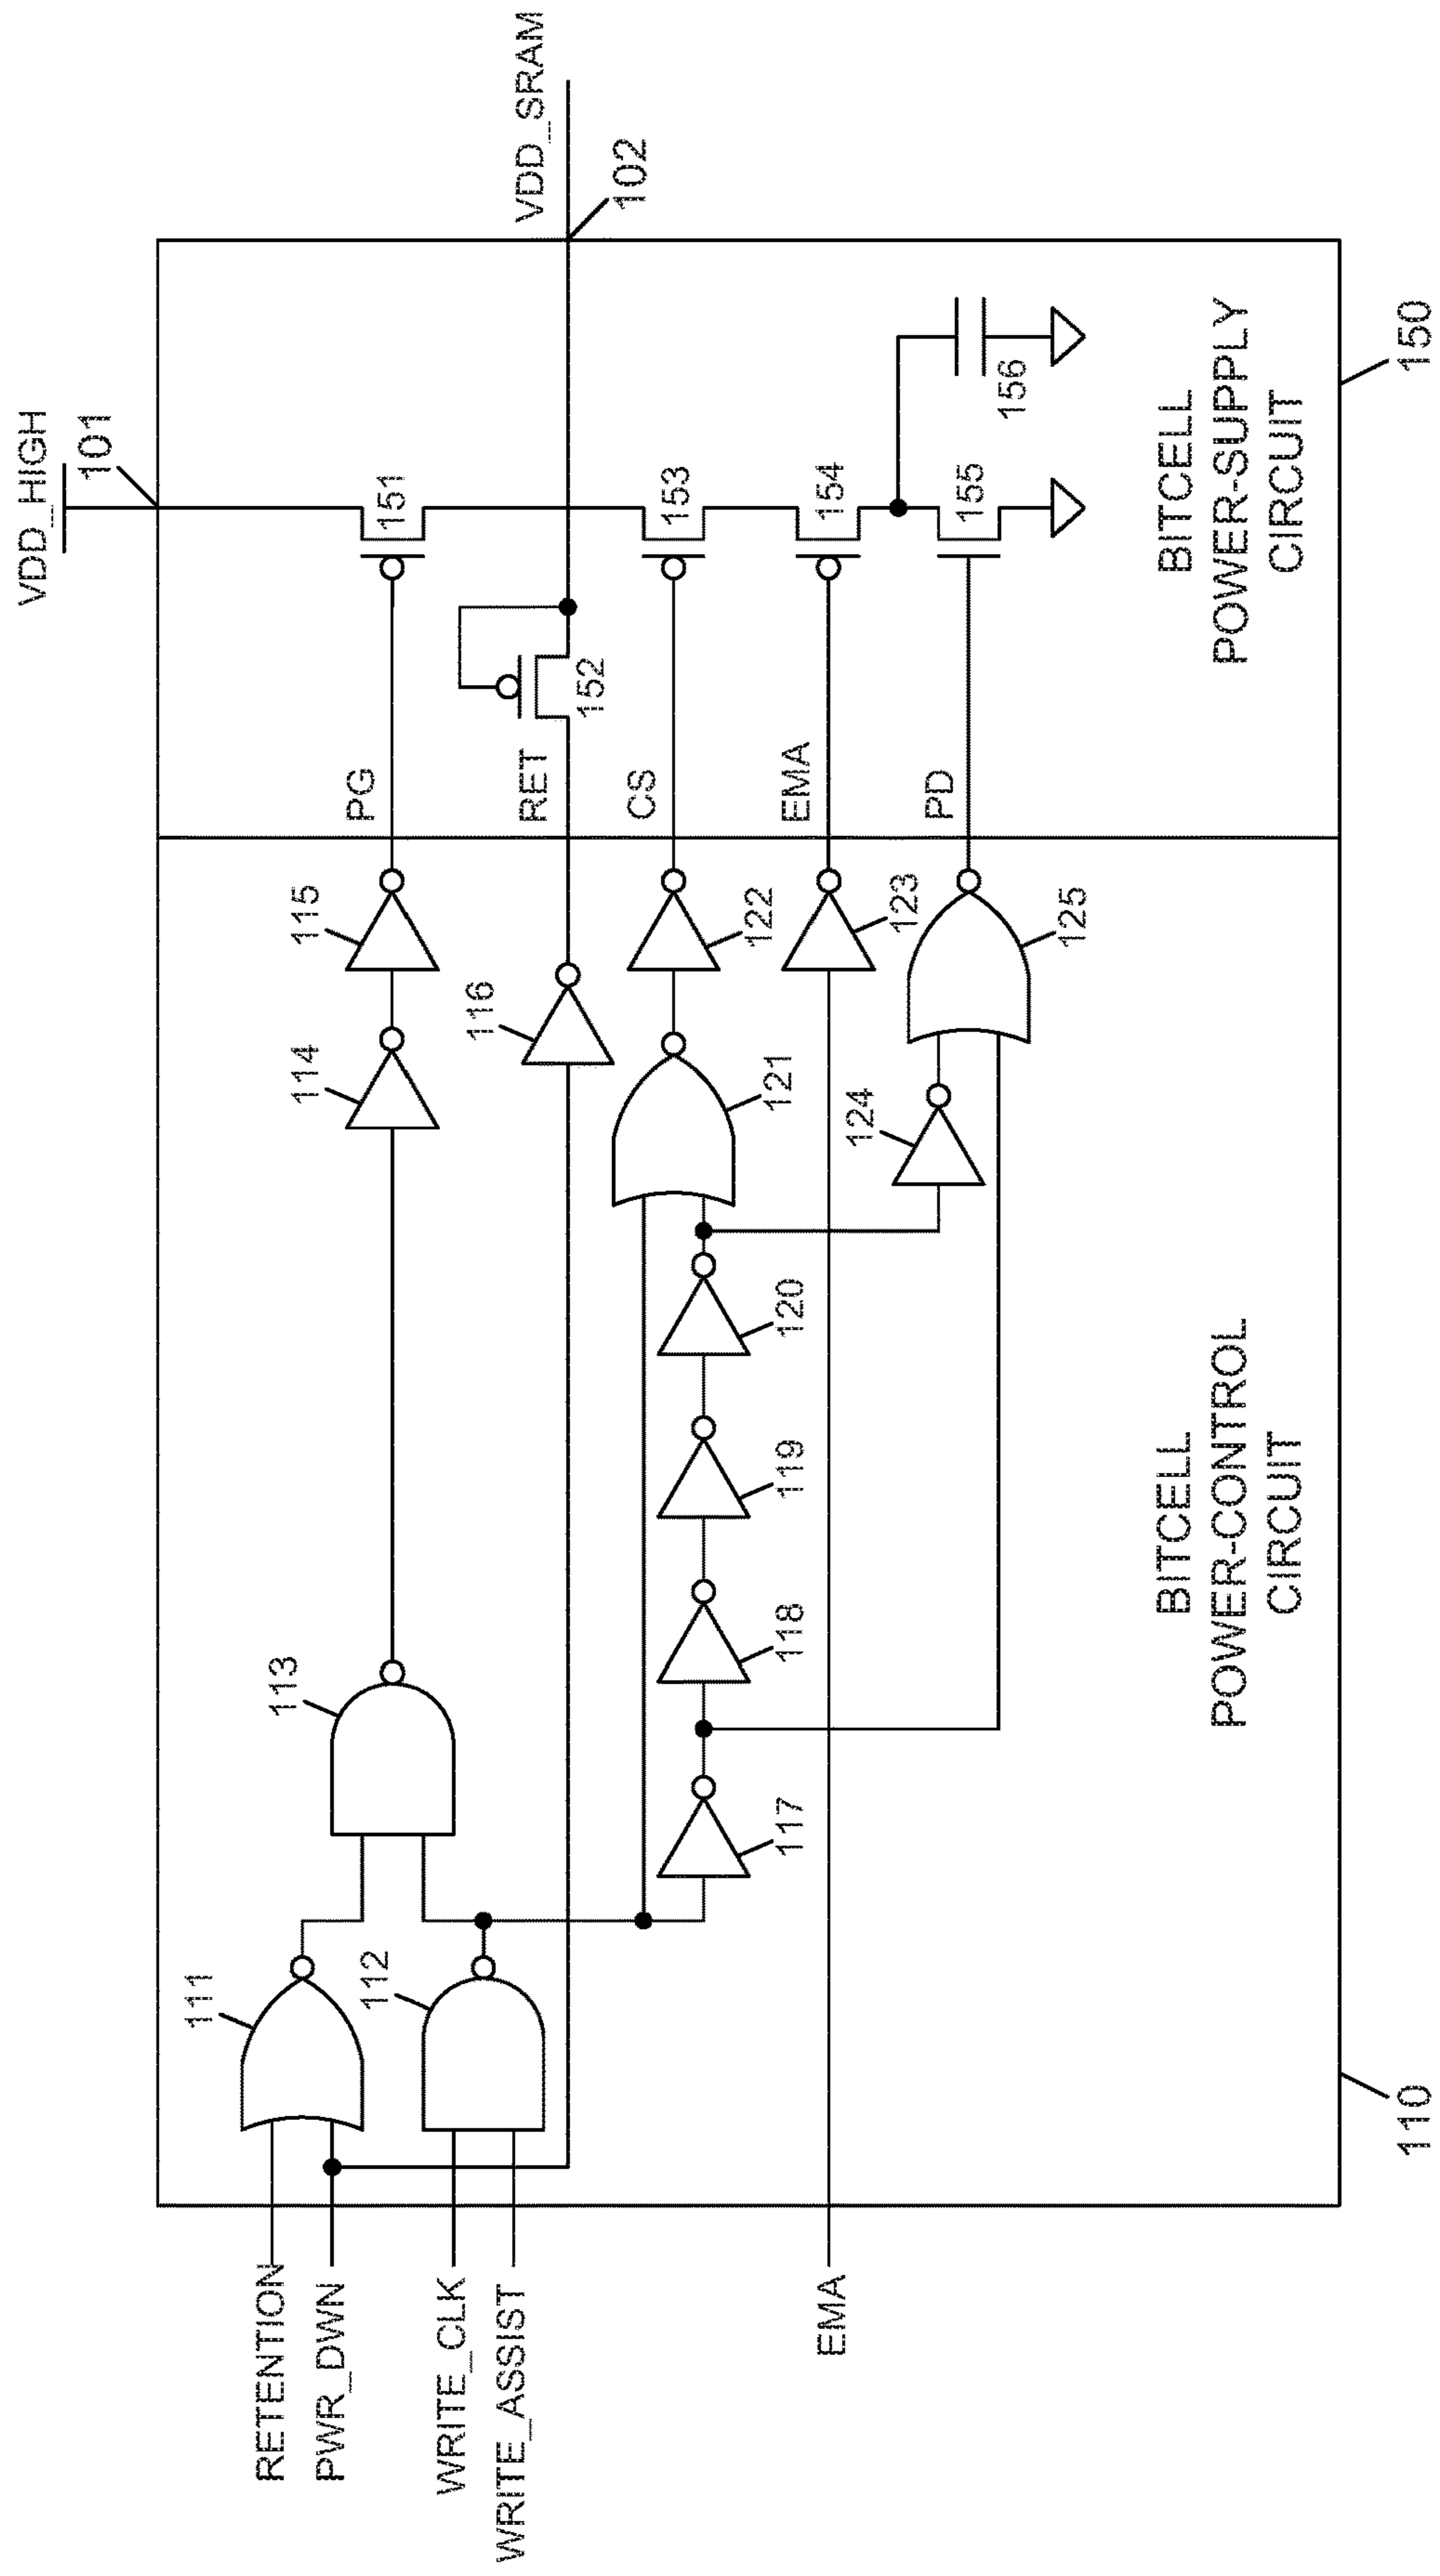 VDD_HIGH
101
VDD_SRAM
102
PG
RET
CS
EMA
PD
151
152
153
154
155
156
BITCELL
POWER-SUPPLY
CIRCUIT
150
111
112
113
114
115
116
117
118
119
120
121
122
123
124
125
RETENTION
PWR_DWN
WRITE_CLK
WRITE_ASSIST
EMA
BITCELL
POWER-CONTROL
CIRCUIT
110